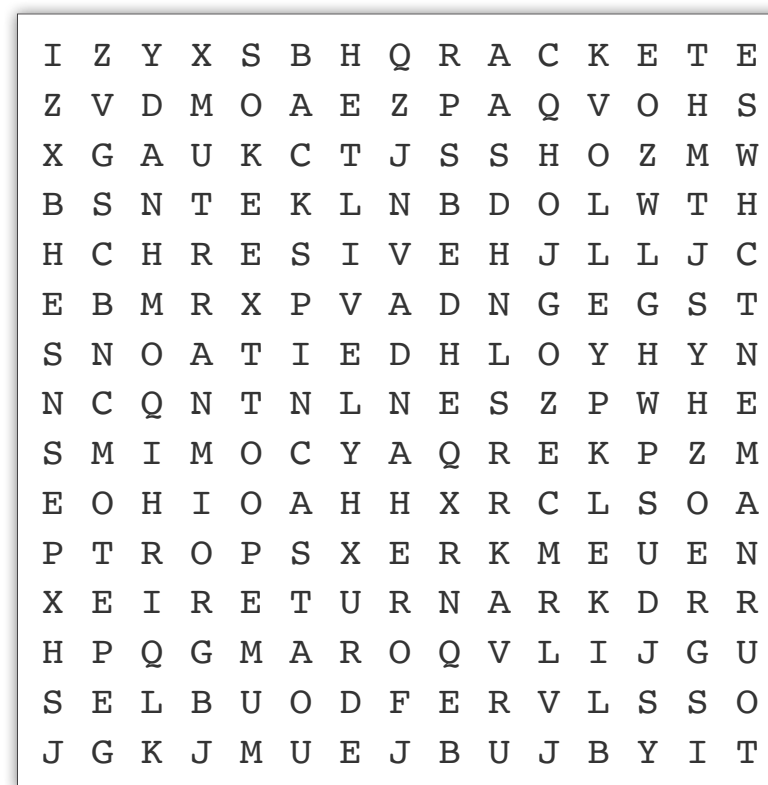 I Z Y X S B H Q R A C K E T E
Z V D M O A E Z P A Q V O H S
X G A U K C T J S S H O Z M W
B S N T E K L N B D O L W T H
H C H R E S I V E H J L L J C
E B M R X P V A D N G E G S T
S N O A T I E D H L O Y H Y N
N C Q N T N L N E S Z P W H E
S M I M O C Y A Q R E K P Z M
E O H I O A H H X R C L S O A
P T R O P S X E R K M E U E N
X E I R E T U R N A R K D R R
H P Q G M A R O Q V L I J G U
S E L B U O D F E R V L S S O
J G K J M U E J B U J B Y I T